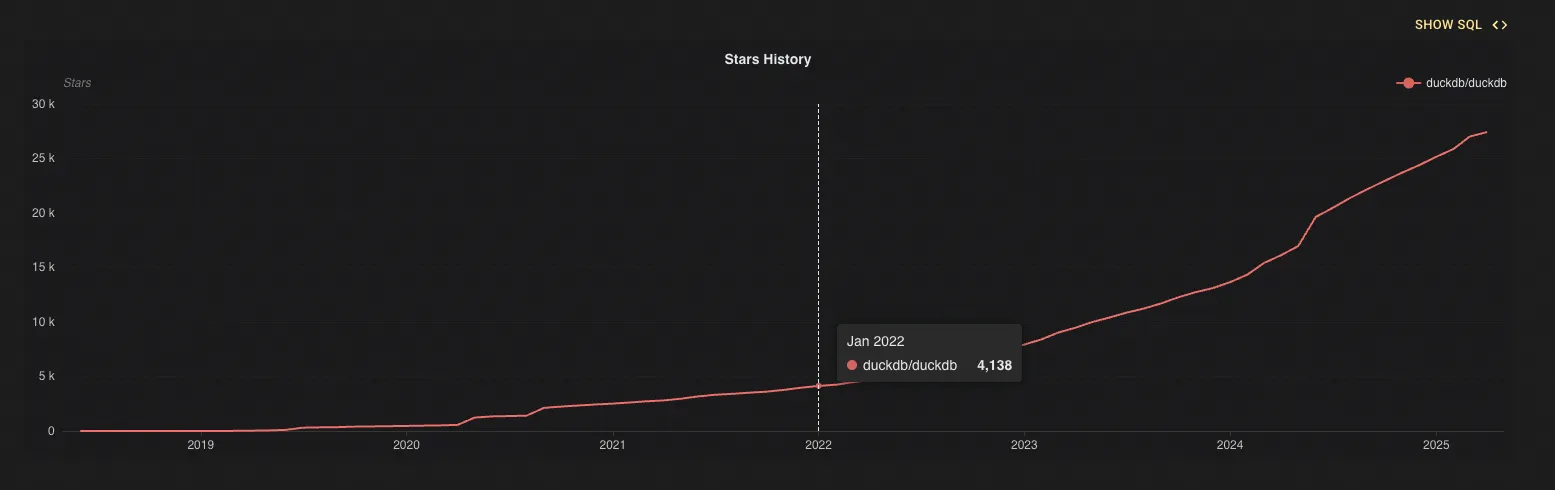 SHOW SQL <>
Stars History
Stars
duckdb/duckdb
30 k
25 k
20 k
15 k
10 k
5 k
0
Jan 2022
duckdb/duckdb 4,138
2019 2020 2021 2022 2023 2024 2025